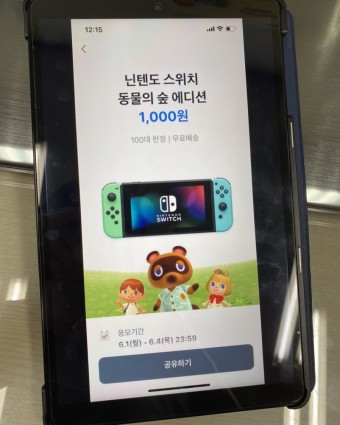 12:15
닌텐도 스위치
동물의 숲 에디션
1,000원
100대 한정 | 무료배송
NINTENDO
SWITCH
응모기간
6.1(월) - 6.4(목) 23:59
공유하기